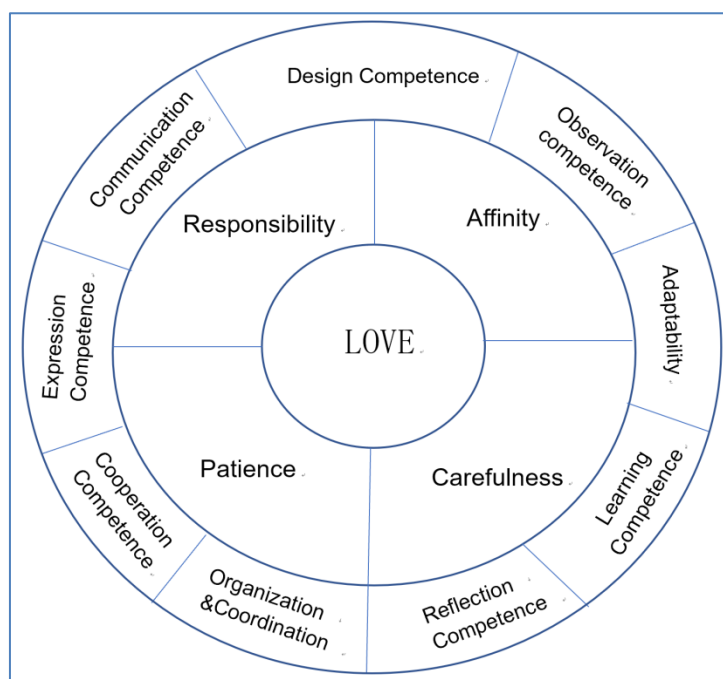 Design Competence
Observation
competence
Adaptability
Learning
Competence
Reflection
Competence
Organization
&Coordination
Cooperation
Competence
Expression
Competence
Communication
Competence
Responsibility
Affinity
Patience
Carefulness
LOVE